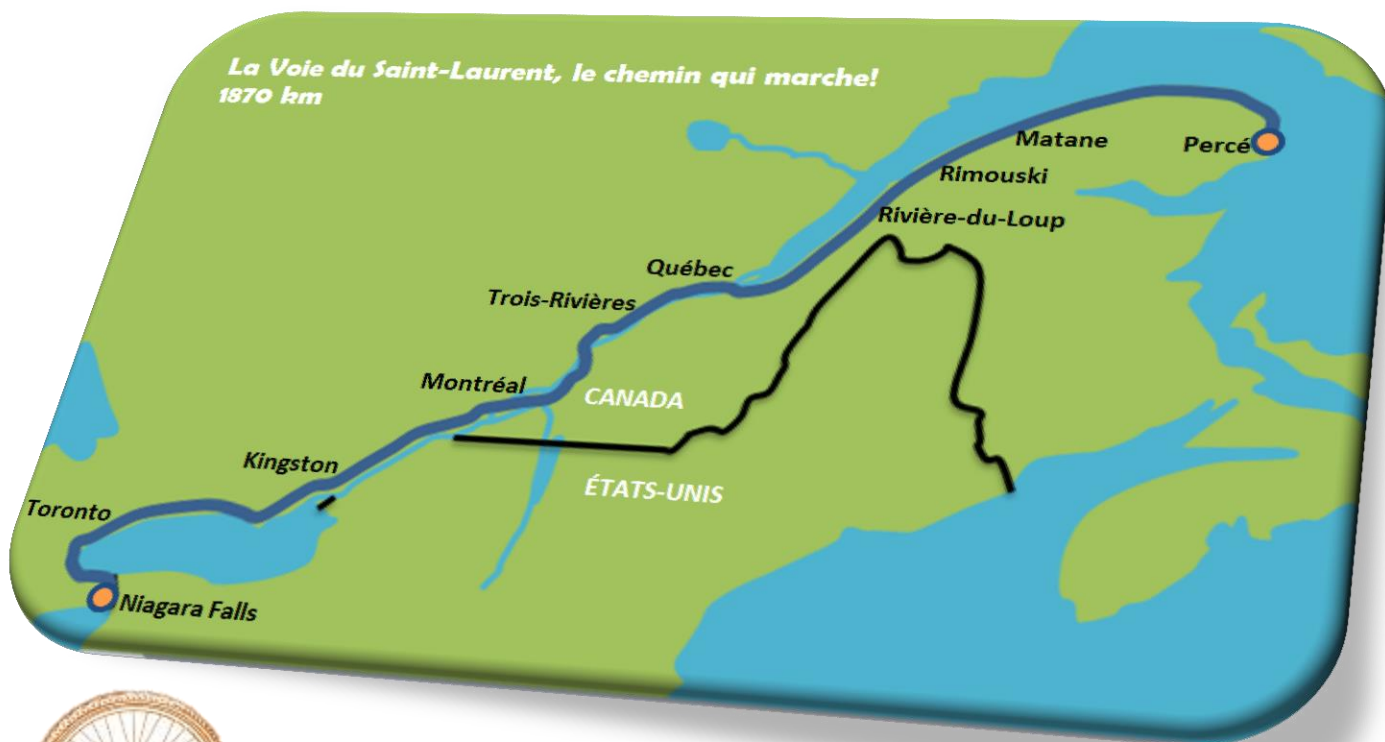 La Voie du Saint-Laurent, le chemin qui marche!
1870 km
Matane
Percé
Rimouski
Rivière-du-Loup
Québec
Trois-Rivières
Montréal
CANADA
Kingston
ÉTATS-UNIS
Toronto
Niagara Falls